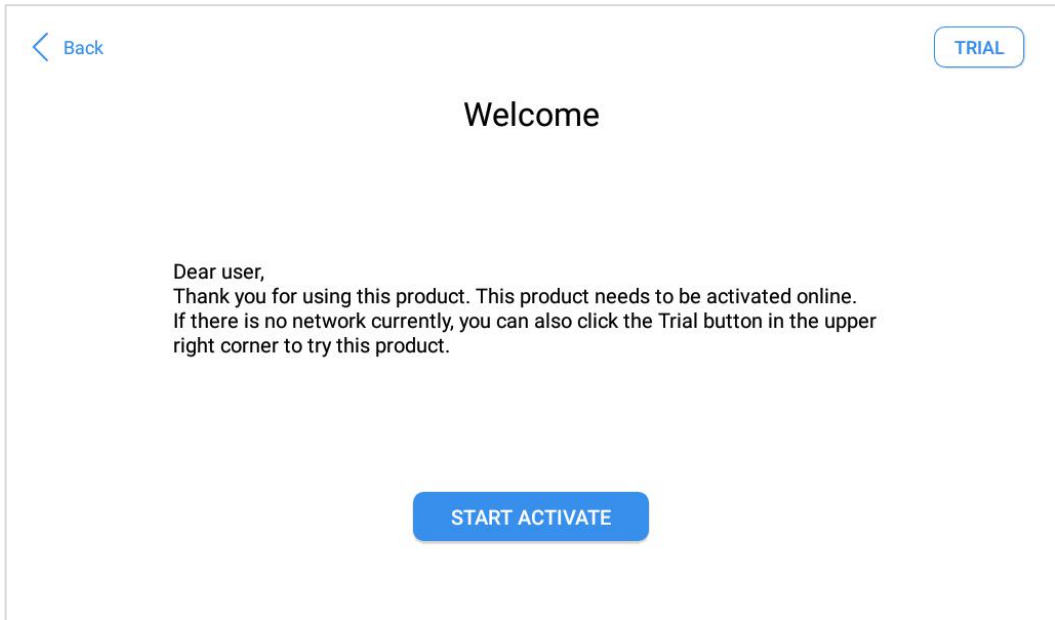 Back
TRIAL
Welcome
Dear user,
Thank you for using this product. This product needs to be activated online.
If there is no network currently, you can also click the Trial button in the upper
right corner to try this product.
START ACTIVATE